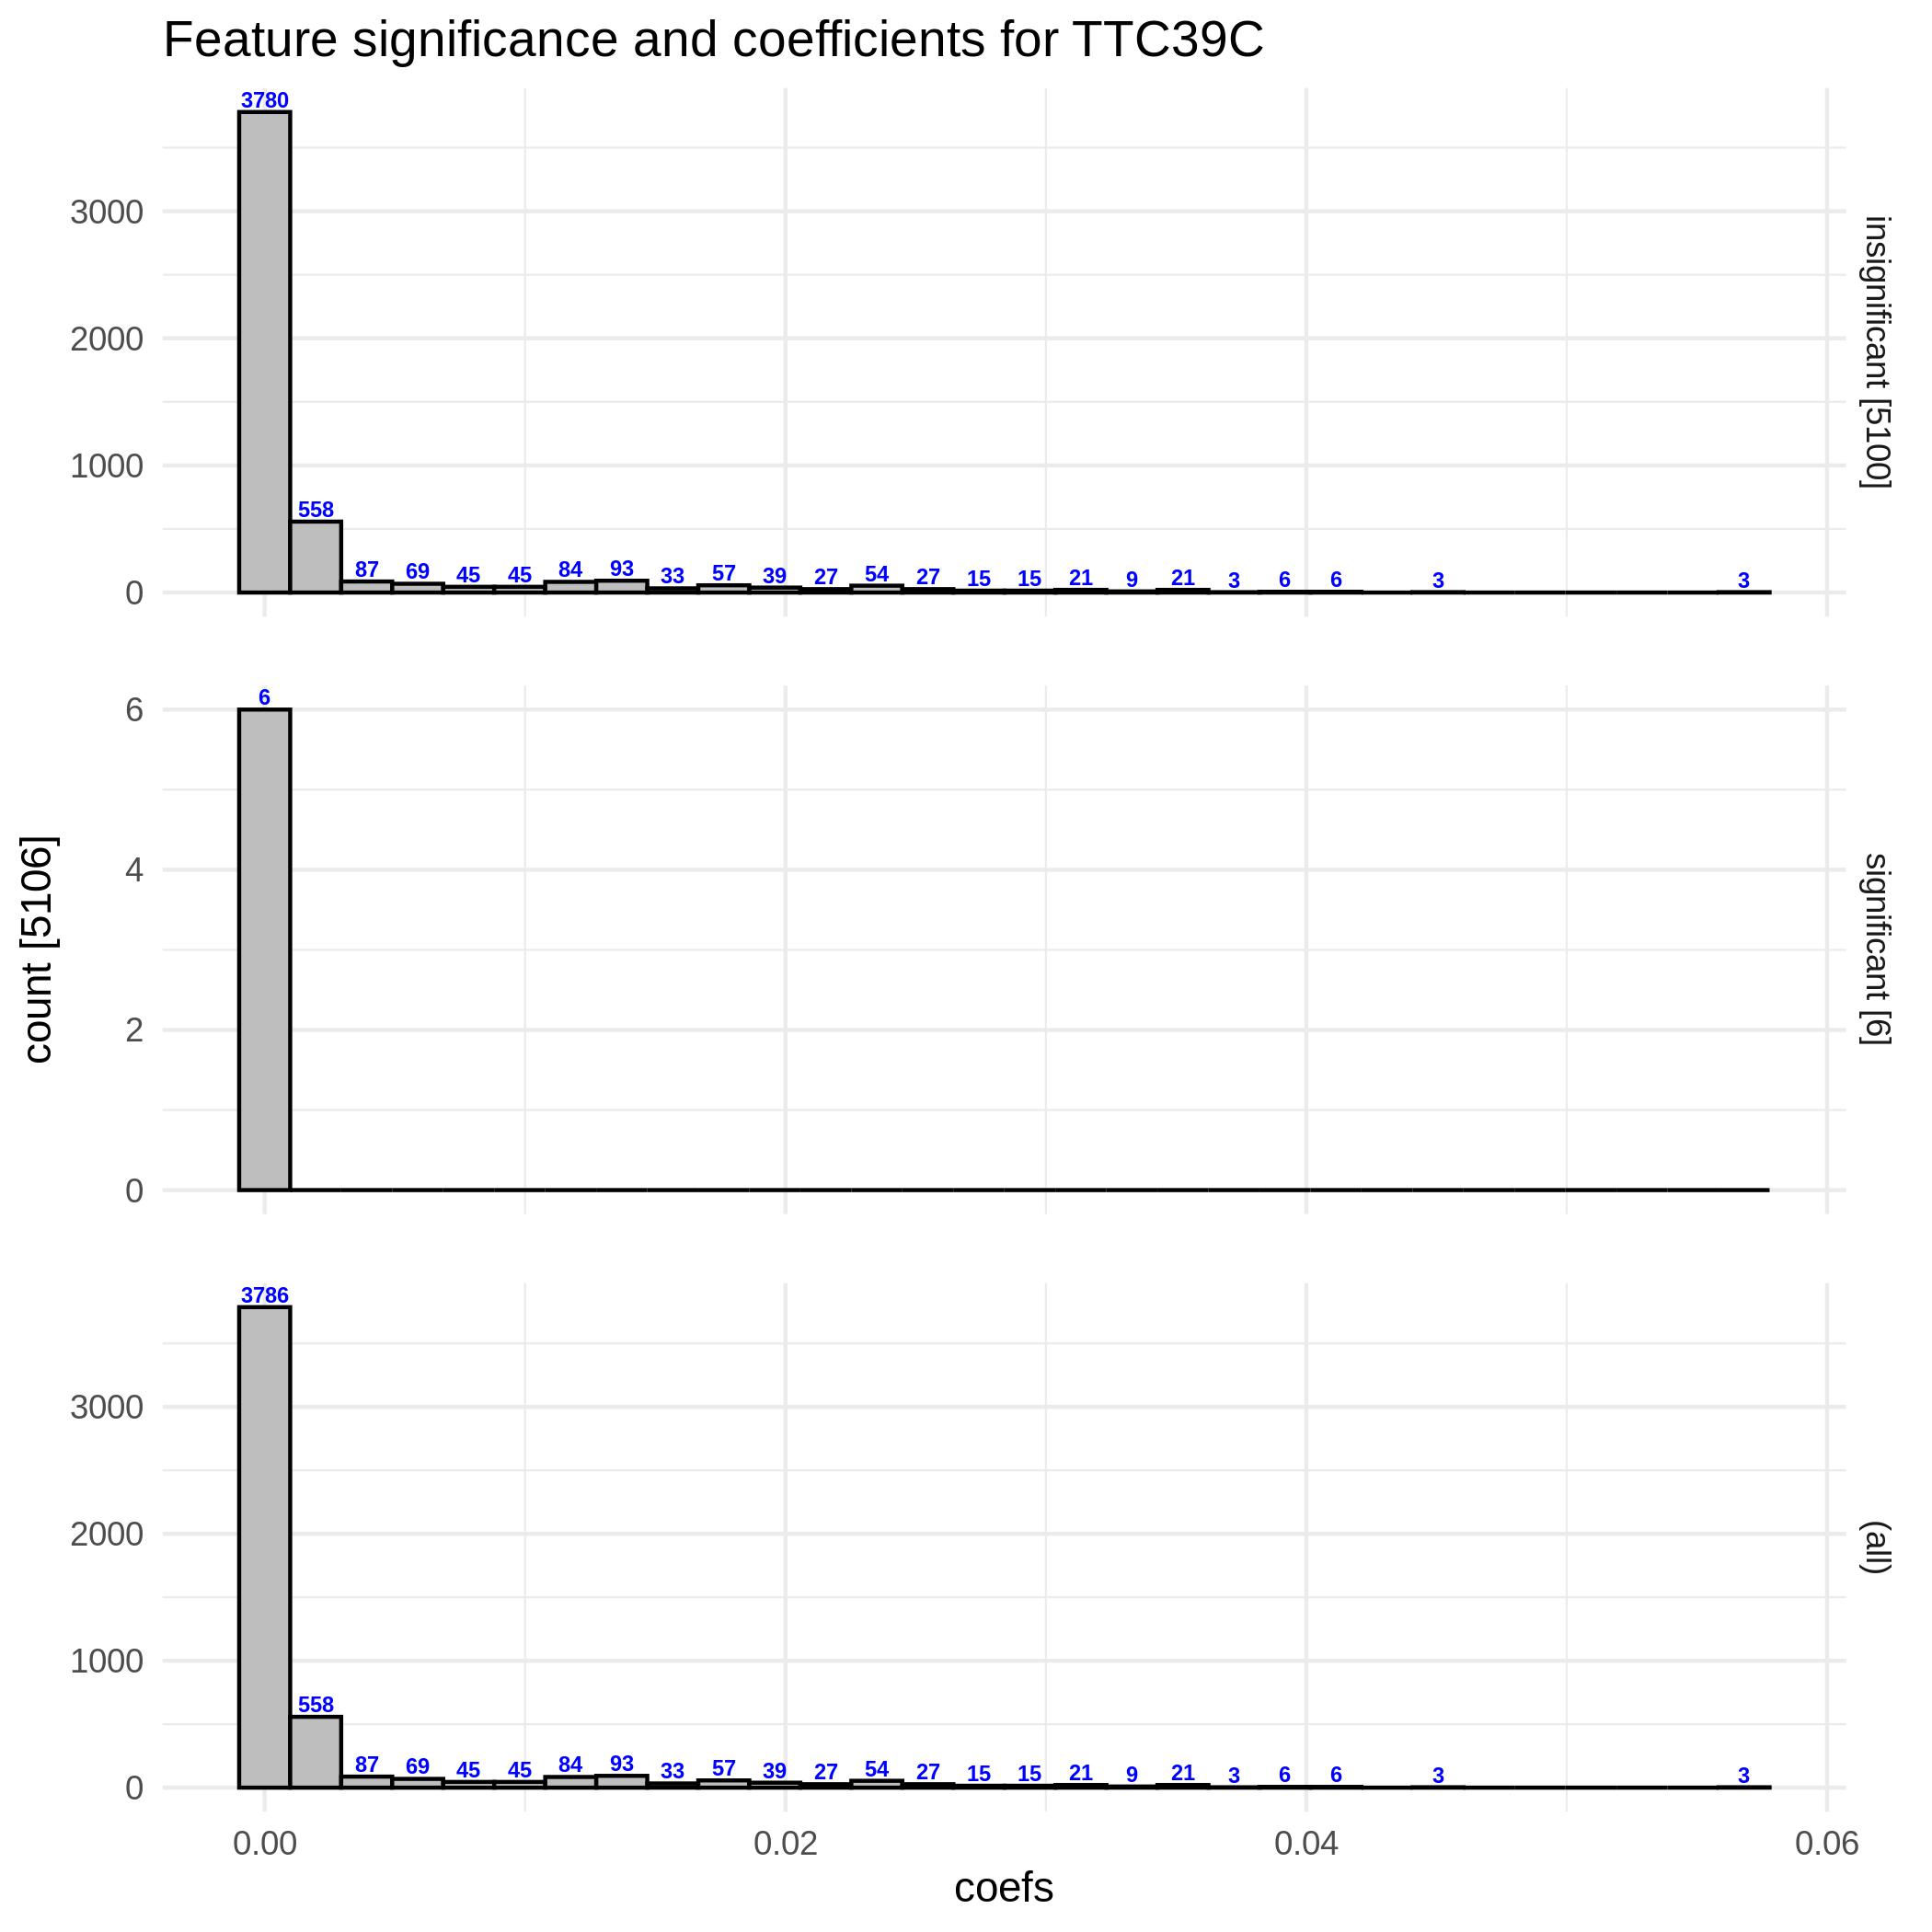 Feature significance and coefficients for TTC39C
3780
3000
2000
1000
558
87 69 45 45 84 93 33 57 39 27 54 27 15 15 21 9 21 3 6 6 3 3
0
insignificant [5100]
6
6
4
2
0
significant [6]
count [5106]
3786
3000
2000
1000
558
87 69 45 45 84 93 33 57 39 27 54 27 15 15 21 9 21 3 6 6 3 3
0
(all)
0.00 0.02 0.04 0.06
coefs